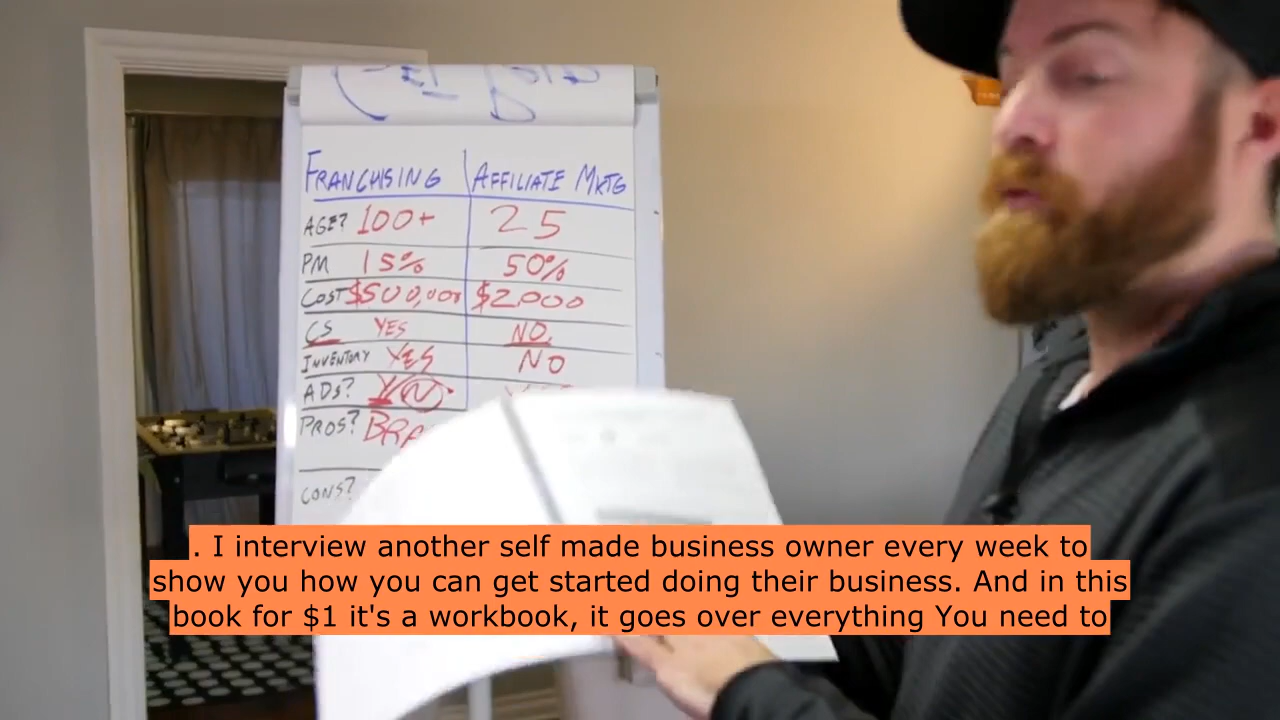 FRANCHISING AFFILIATE MKTG
AGE? 100+ 25
PM 15% 50%
COST $500,000 $2,000
CS YES NO.
INVENTORY YES NO
ADS?
PROS?
CONS?
. I interview another self made business owner every week to
show you how you can get started doing their business. And in this
book for $1 it's a workbook, it goes over everything You need to